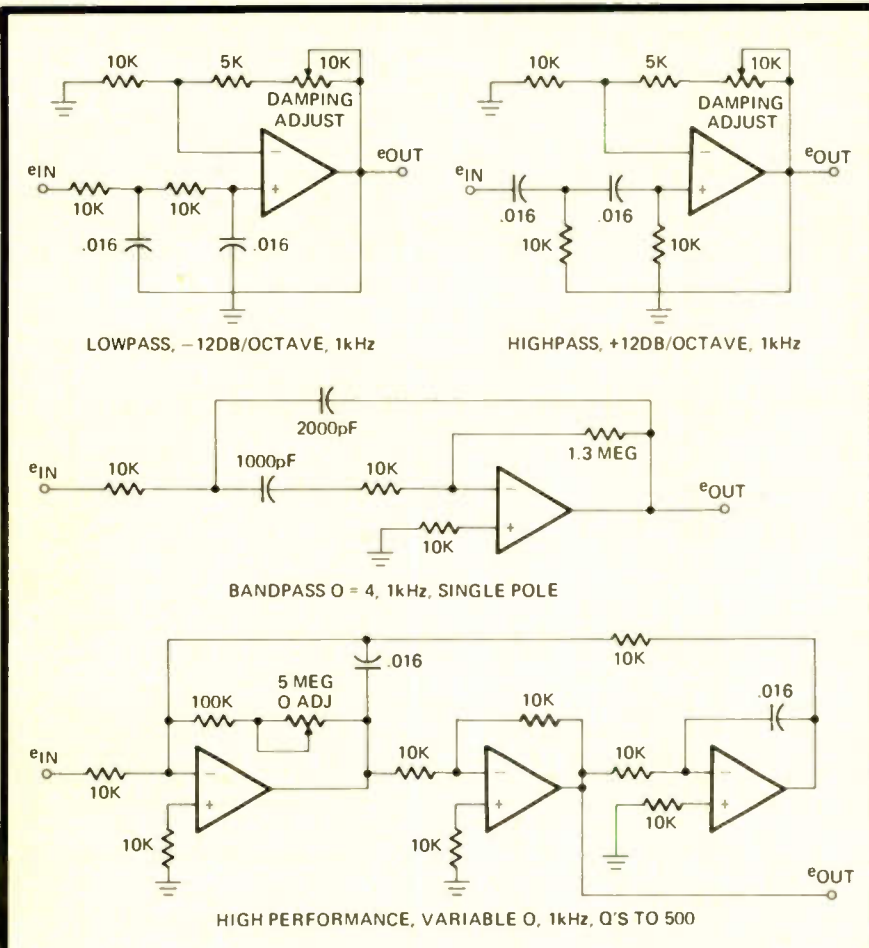 10K 5K 10K
DAMPING
ADJUST
eIN
10K 10K
.016 .016
−
+
eOUT
LOWPASS, −12DB/OCTAVE, 1kHz
10K 5K 10K
DAMPING
ADJUST
eIN
.016 .016
10K 10K
−
+
eOUT
HIGHPASS, +12DB/OCTAVE, 1kHz
2000pF
1.3 MEG
eIN
10K 1000pF 10K
−
+
10K
eOUT
BANDPASS Q = 4, 1kHz, SINGLE POLE
.016
10K
5 MEG
Q ADJ
100K
10K
.016
eIN
10K
−
+
10K
10K
−
+
10K
10K
−
+
10K
eOUT
HIGH PERFORMANCE, VARIABLE Q, 1kHz, Q'S TO 500